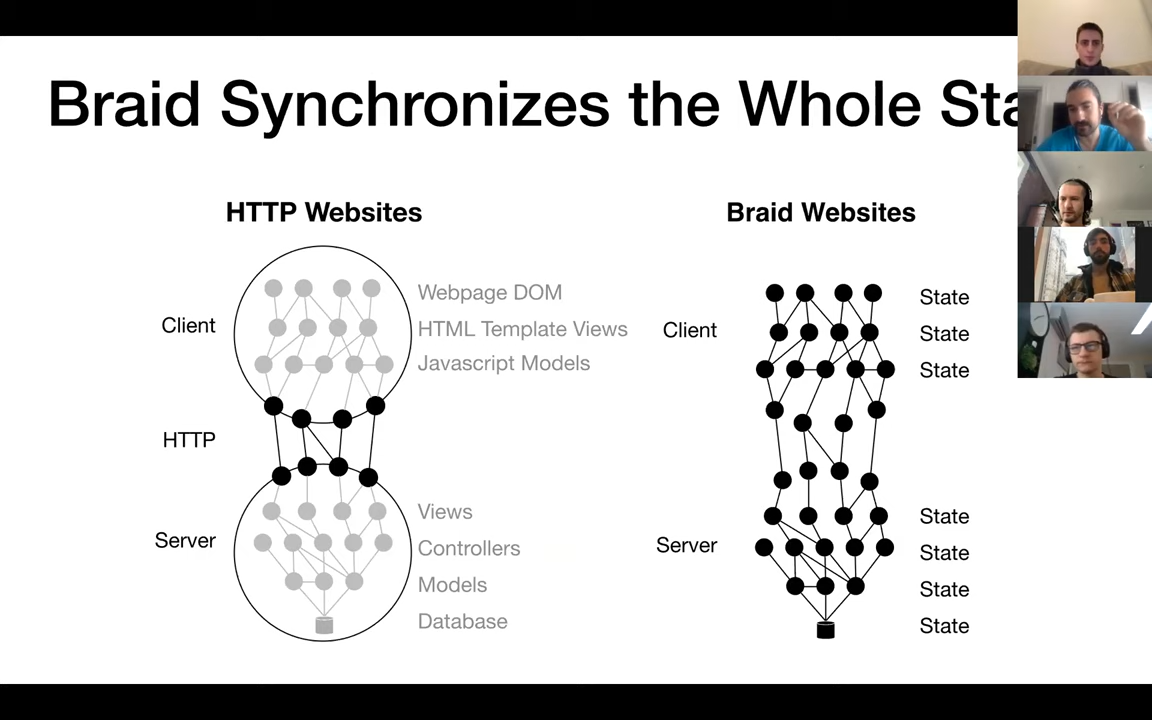 Braid Synchronizes the Whole Sta
HTTP Websites
Client
Webpage DOM
HTML Template Views
Javascript Models
HTTP
Server
Views
Controllers
Models
Database
Braid Websites
Client
State
State
State
Server
State
State
State
State